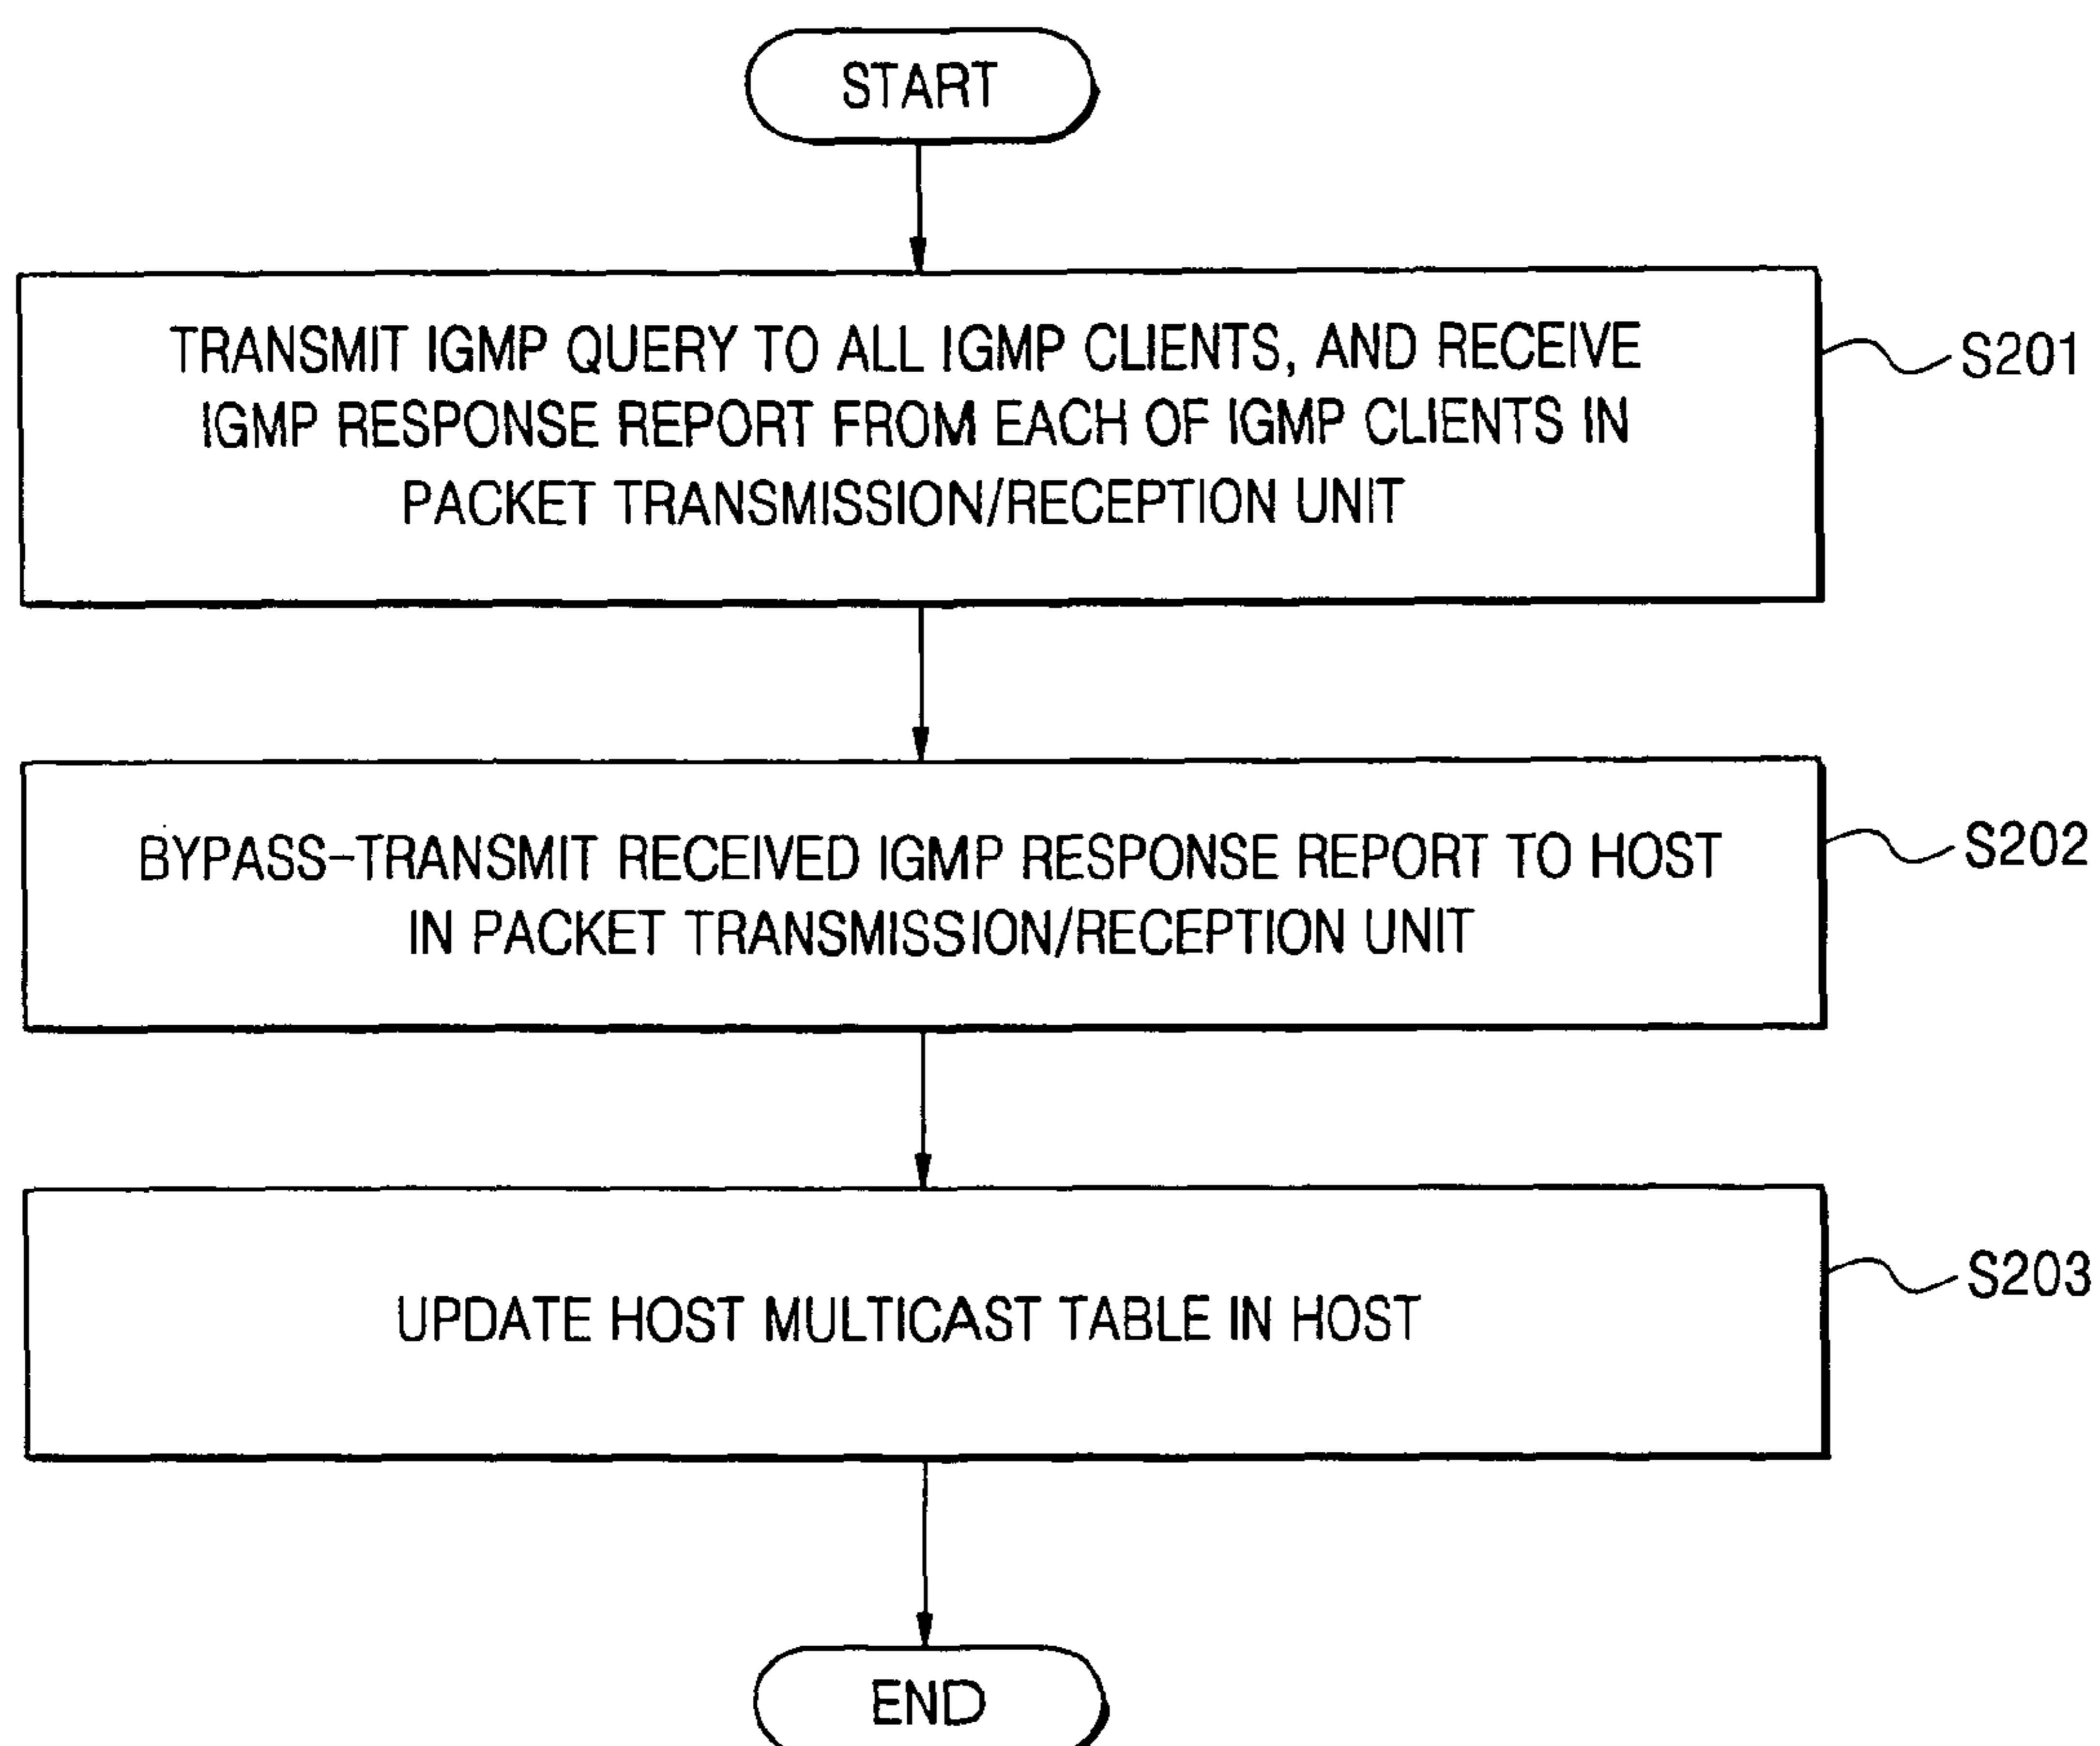 START
TRANSMIT IGMP QUERY TO ALL IGMP CLIENTS, AND RECEIVE
IGMP RESPONSE REPORT FROM EACH OF IGMP CLIENTS IN
PACKET TRANSMISSION/RECEPTION UNIT
S201
BYPASS-TRANSMIT RECEIVED IGMP RESPONSE REPORT TO HOST
IN PACKET TRANSMISSION/RECEPTION UNIT
S202
UPDATE HOST MULTICAST TABLE IN HOST
S203
END